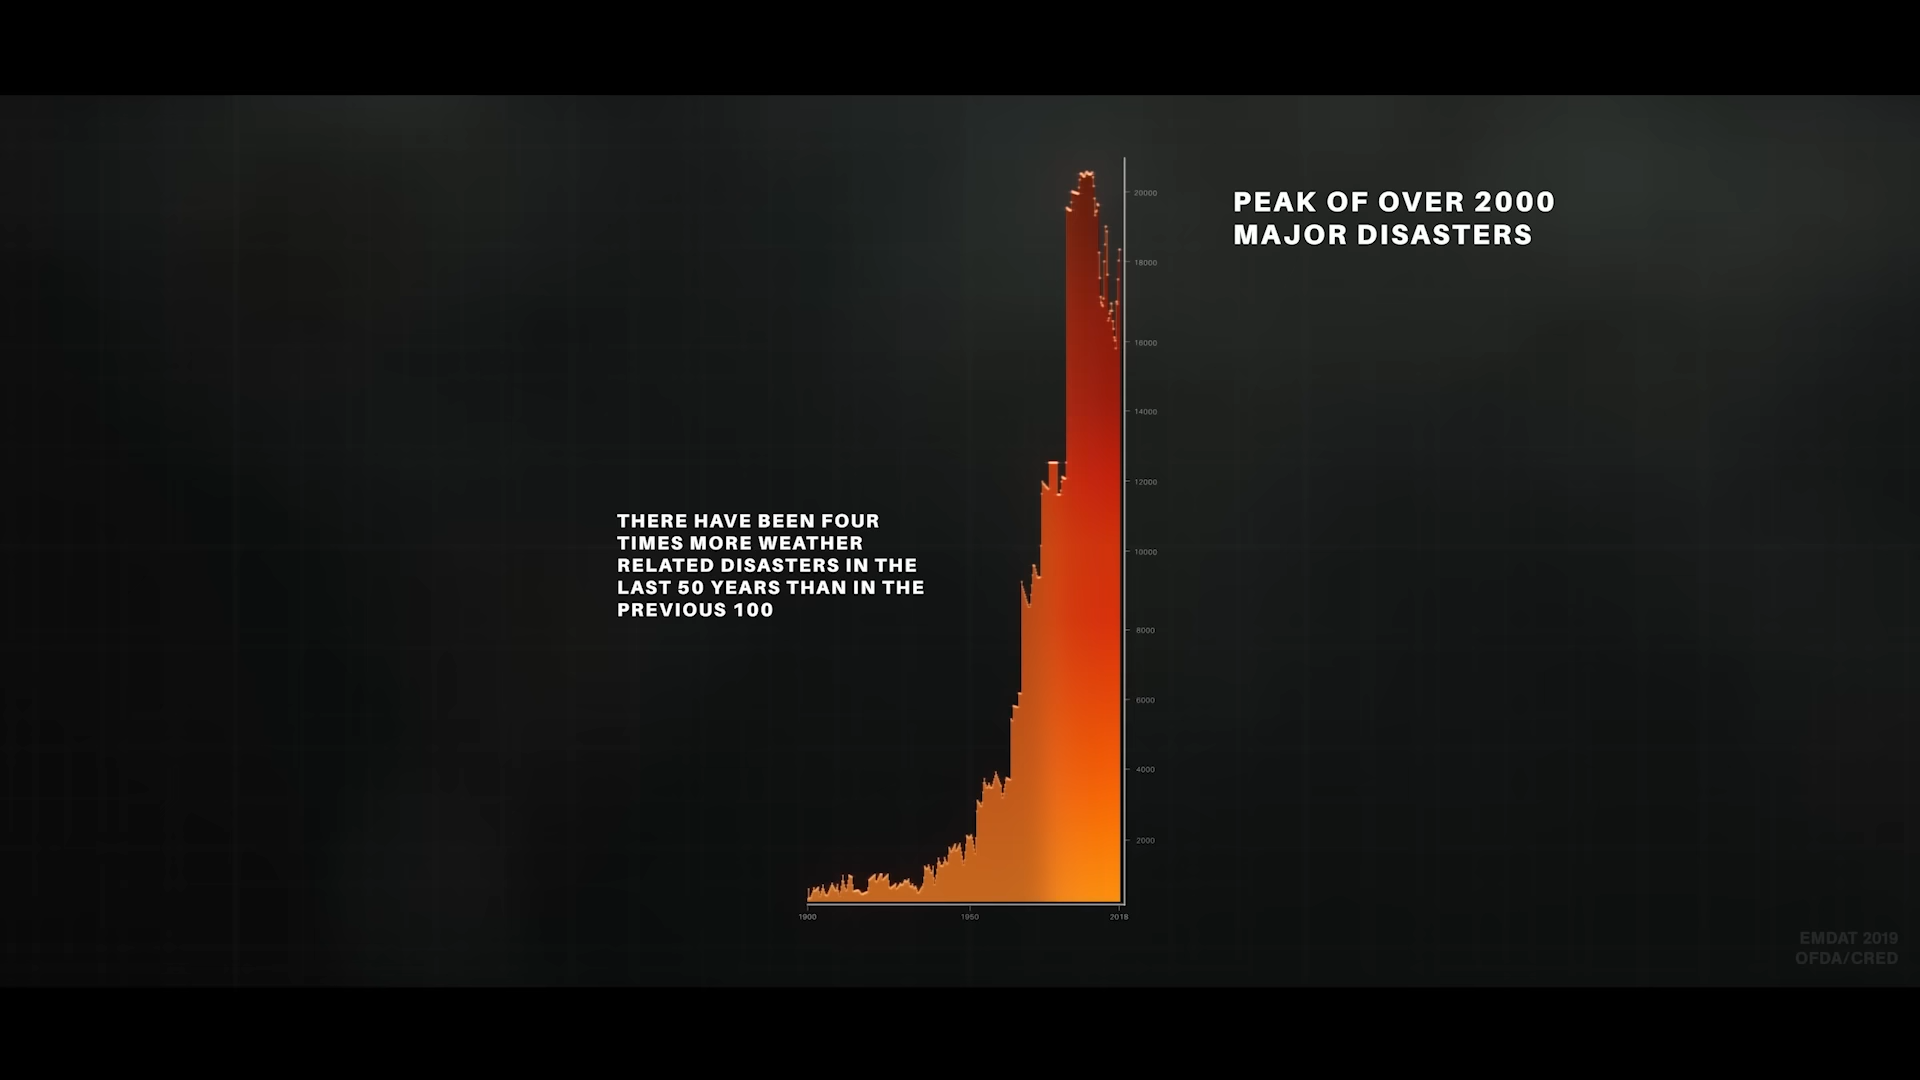 PEAK OF OVER 2000
MAJOR DISASTERS
20000
18000
16000
14000
12000
10000
8000
6000
4000
2000
THERE HAVE BEEN FOUR
TIMES MORE WEATHER
RELATED DISASTERS IN THE
LAST 50 YEARS THAN IN THE
PREVIOUS 100
1900
1950
2018
EMDAT 2019
OFDA/CRED